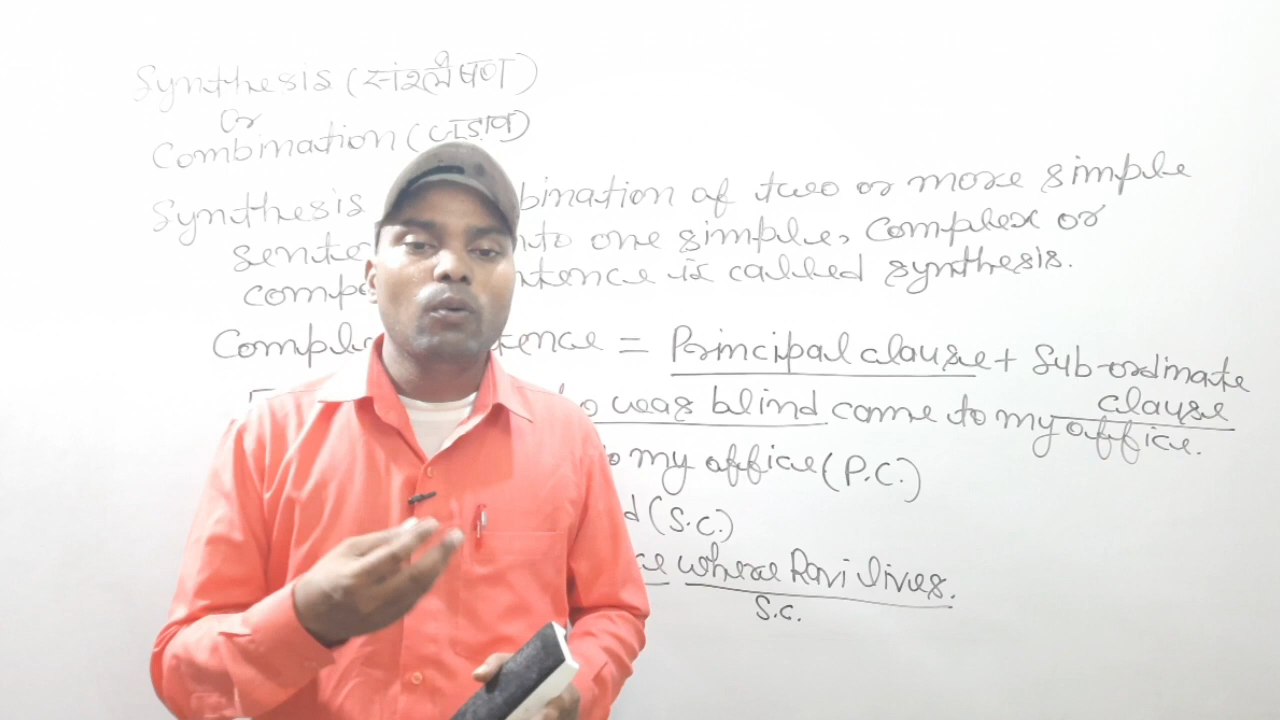 Synthesis (संश्लेषण)
Or
Combination (जोड़ना)
Synthesis bination of two or more simple
sente nto one simple, Complex or
compo ntence is called synthesis.
Comple tence = Principal clause + Sub-ordinate
clause
o was blind came to my office.
o my office (P.C.)
d (S.C.)
ce where Ravi lives.
S.C.